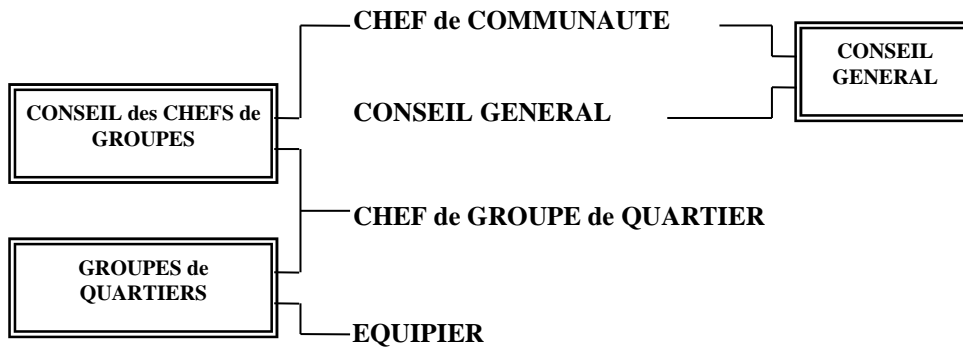 CHEF de COMMUNAUTE
CONSEIL
GENERAL
CONSEIL des CHEFS de
GROUPES
CONSEIL GENERAL
CHEF de GROUPE de QUARTIER
GROUPES de
QUARTIERS
EQUIPIER